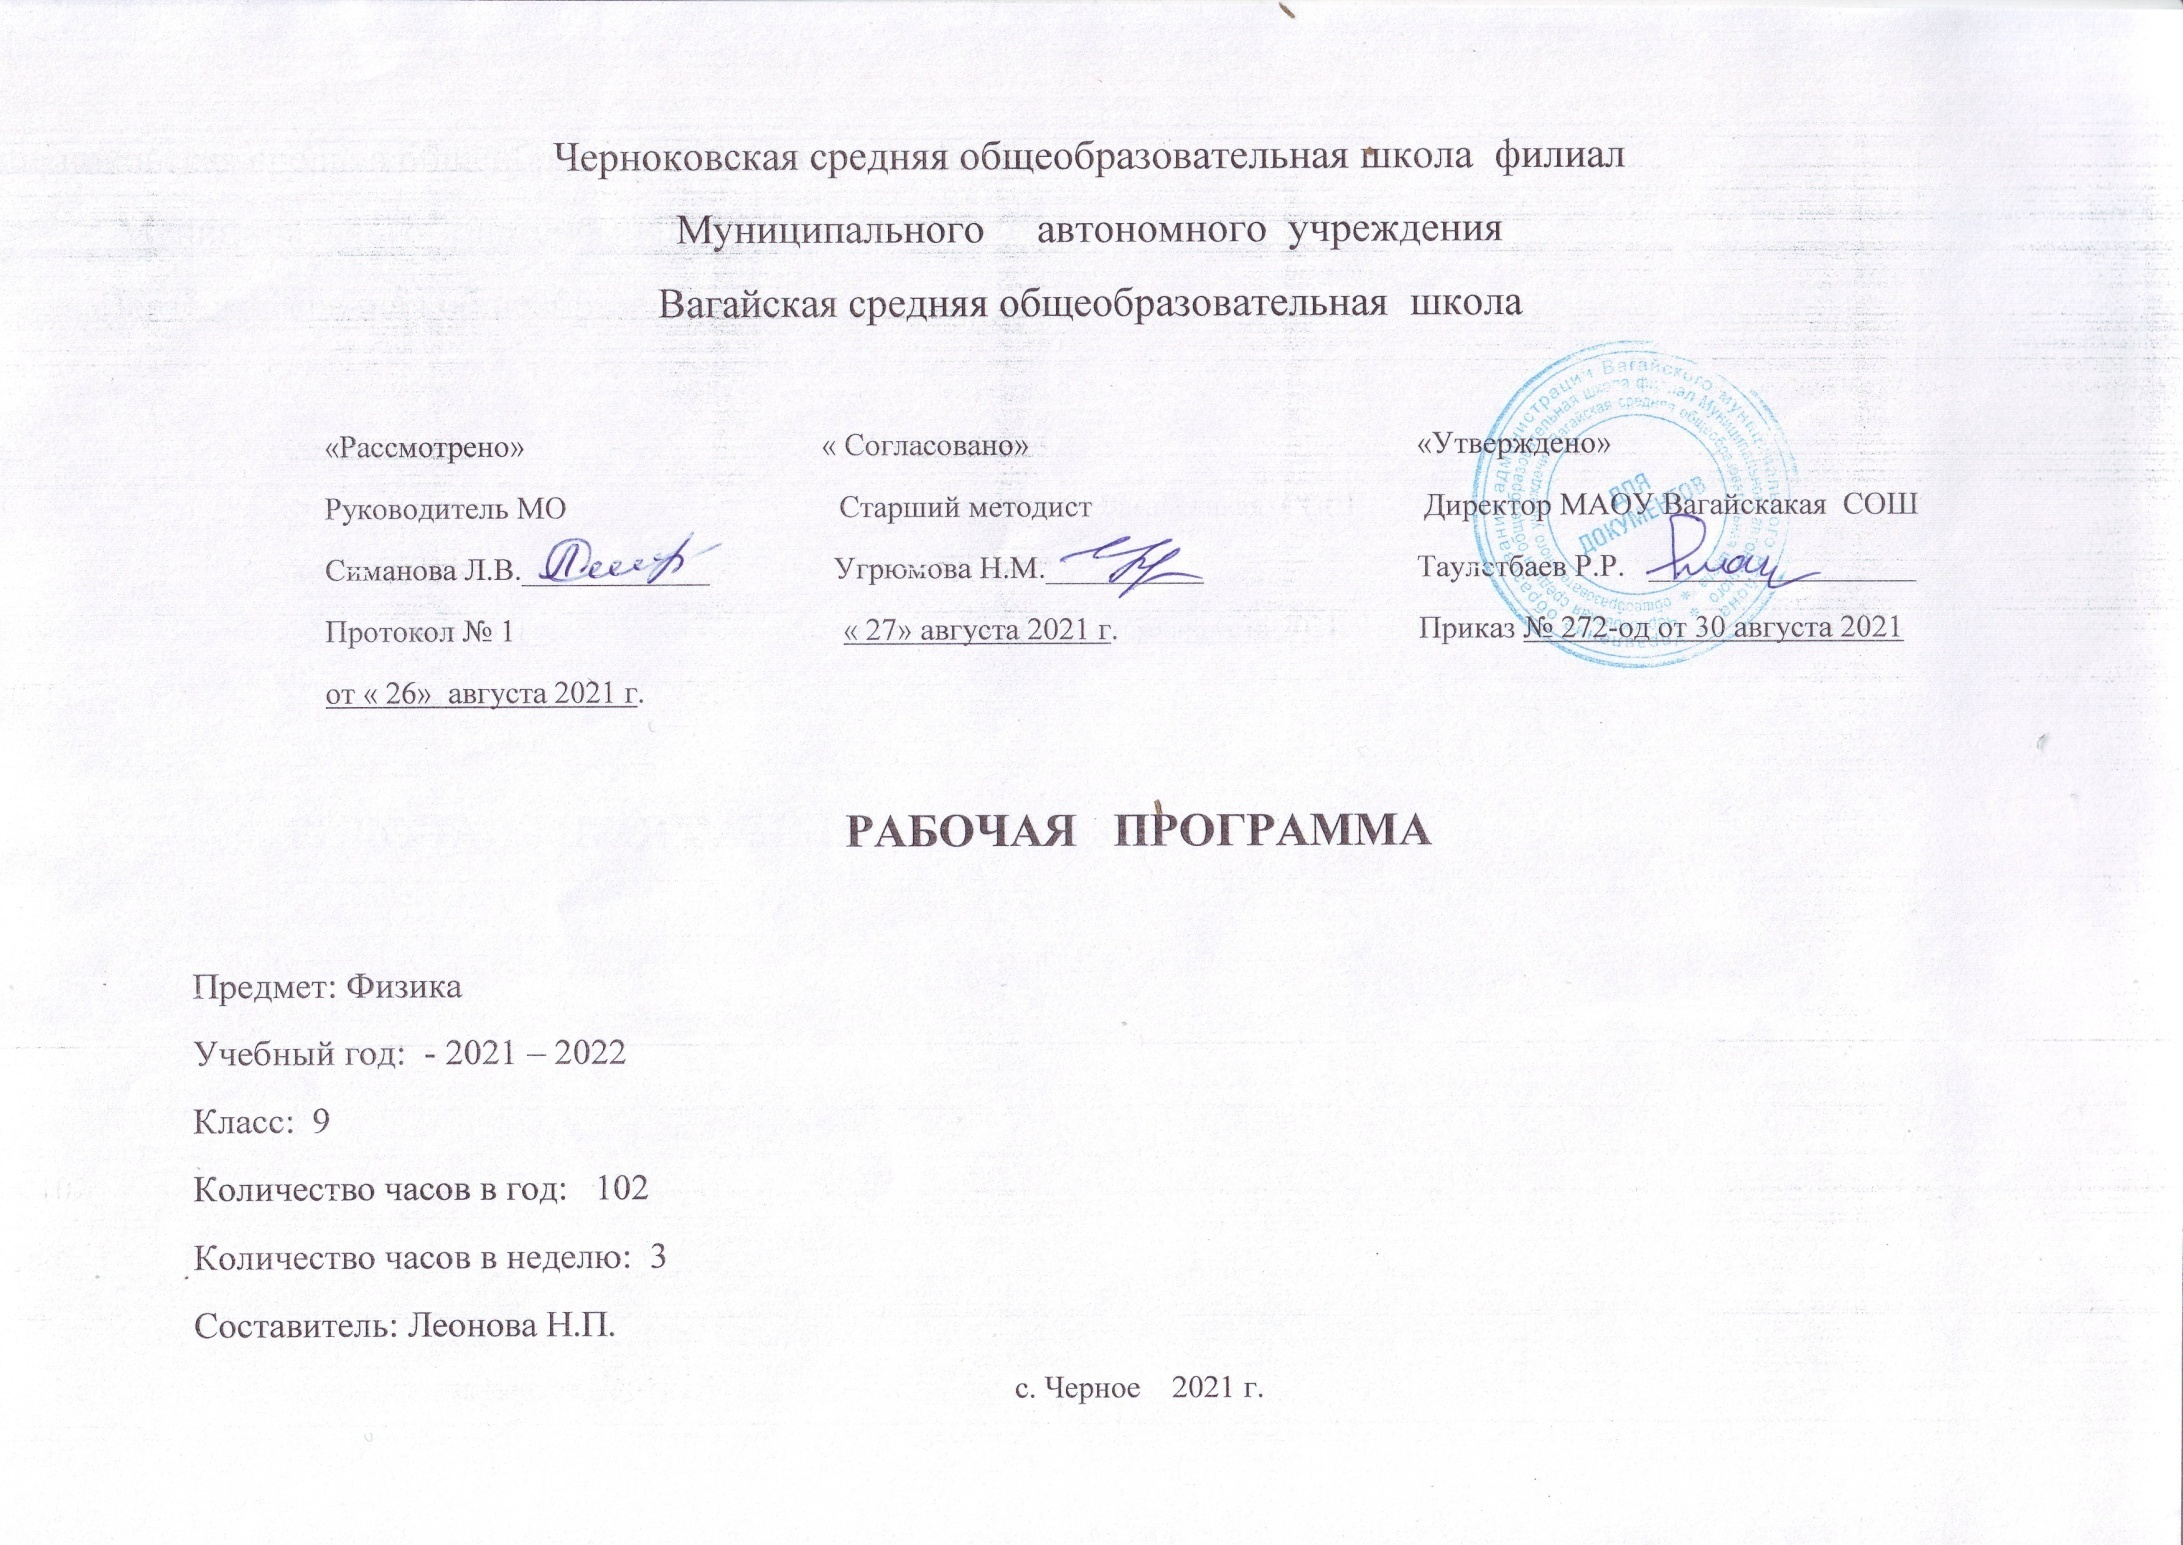 Черноковская средняя общеобразовательная школа филиал
Муниципального автономного учреждения
Вагайская средняя общеобразовательная школа
«Рассмотрено» « Согласовано» «Утверждено»
Руководитель МО Старший методист Директор МАОУ Вагайскакая СОШ
Симанова Л.В. Угрюмова Н.М. Таулетбаев Р.Р.
Протокол № 1 « 27» августа 2021 г. Приказ № 272-од от 30 августа 2021
от « 26» августа 2021 г.
ДЛЯ
ДОКУМЕНТОВ
РАБОЧАЯ ПРОГРАММА
Предмет: Физика
Учебный год: - 2021 – 2022
Класс: 9
Количество часов в год: 102
Количество часов в неделю: 3
Составитель: Леонова Н.П.
с. Черное 2021 г.